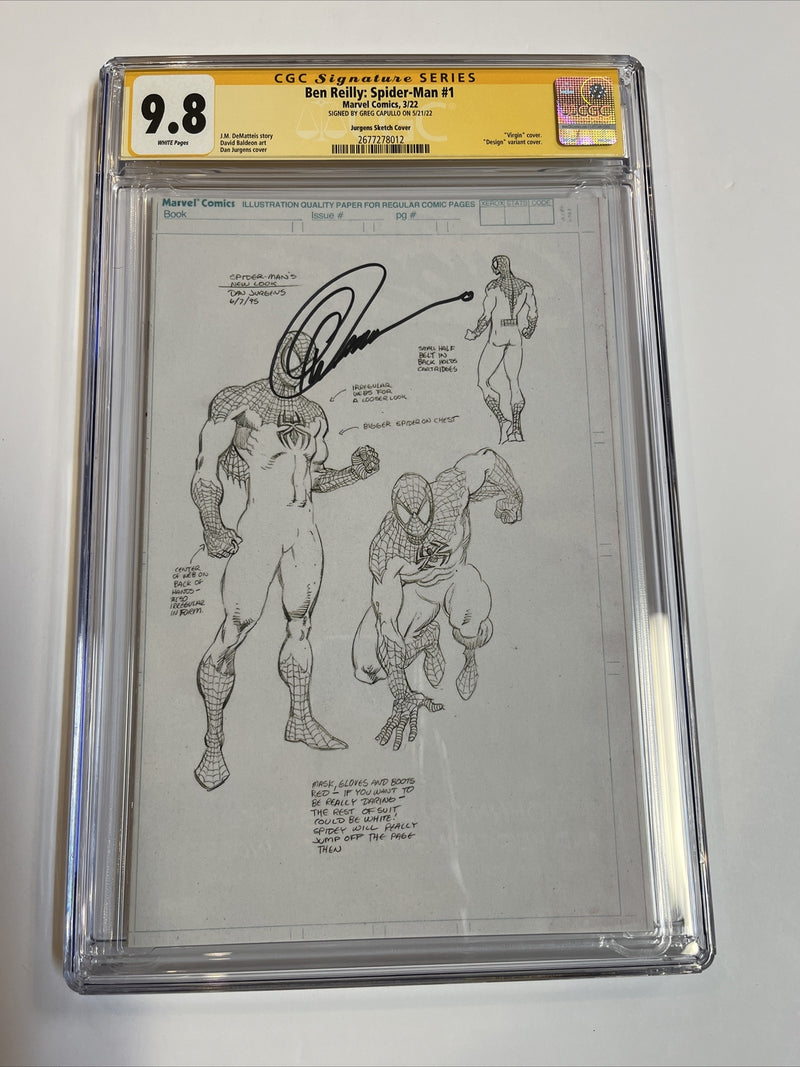 CGC Signature SERIES
9.8
WHITE Pages
Ben Reilly: Spider-Man #1
Marvel Comics, 3/22
SIGNED BY GREG CAPULLO ON 5/21/22
Jurgens Sketch Cover
2677278012
J.M. DeMatteis story
David Baldeon art
Dan Jurgens cover
"Virgin" cover.
"Design" variant cover.
CGC
Marvel Comics ILLUSTRATION QUALITY PAPER FOR REGULAR COMIC PAGES
XEROX STATS CODE
Book Issue # pg #
SPIDER-MAN'S
NEW LOOK
DAN JURGENS
6/7/95
SMALL HALF
BELT IN
BACK HOLDS
CARTRIDGES
IRREGULAR
WEBS FOR
A LOOSER LOOK
BIGGER SPIDER ON CHEST
CENTER
OF WEB ON
BACK OF
HANDS -
ALSO
IRREGULAR
IN FORM.
MASK, GLOVES AND BOOTS
RED - IF YOU WANT TO
BE REALLY DARING -
THE REST OF SUIT
COULD BE WHITE!
SPIDEY WILL REALLY
JUMP OFF THE PAGE
THEN